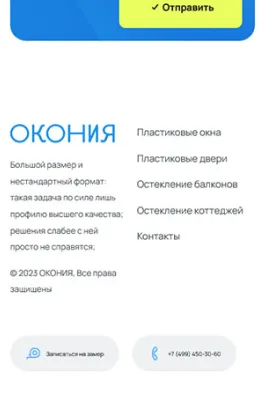 Отправить
ОКОНИЯ
Большой размер и
нестандартный формат:
такая задача по силе лишь
профилю высшего качества;
решения слабее с ней
просто не справятся;
© 2023 ОКОНИЯ, Все права
защищены
Пластиковые окна
Пластиковые двери
Остекление балконов
Остекление коттеджей
Контакты
Записаться на замер
+7 (499) 450-30-60